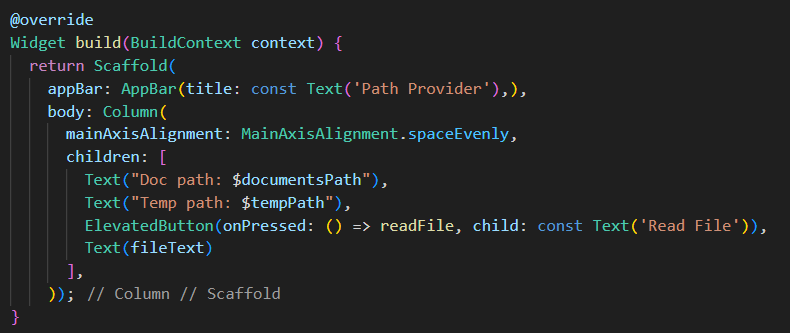 @override
Widget build(BuildContext context) {
  return Scaffold(
    appBar: AppBar(title: const Text('Path Provider'),),
    body: Column(
      mainAxisAlignment: MainAxisAlignment.spaceEvenly,
      children: [
        Text("Doc path: $documentsPath"),
        Text("Temp path: $tempPath"),
        ElevatedButton(onPressed: () => readFile, child: const Text('Read File')),
        Text(fileText)
      ],
    )); // Column // Scaffold
}